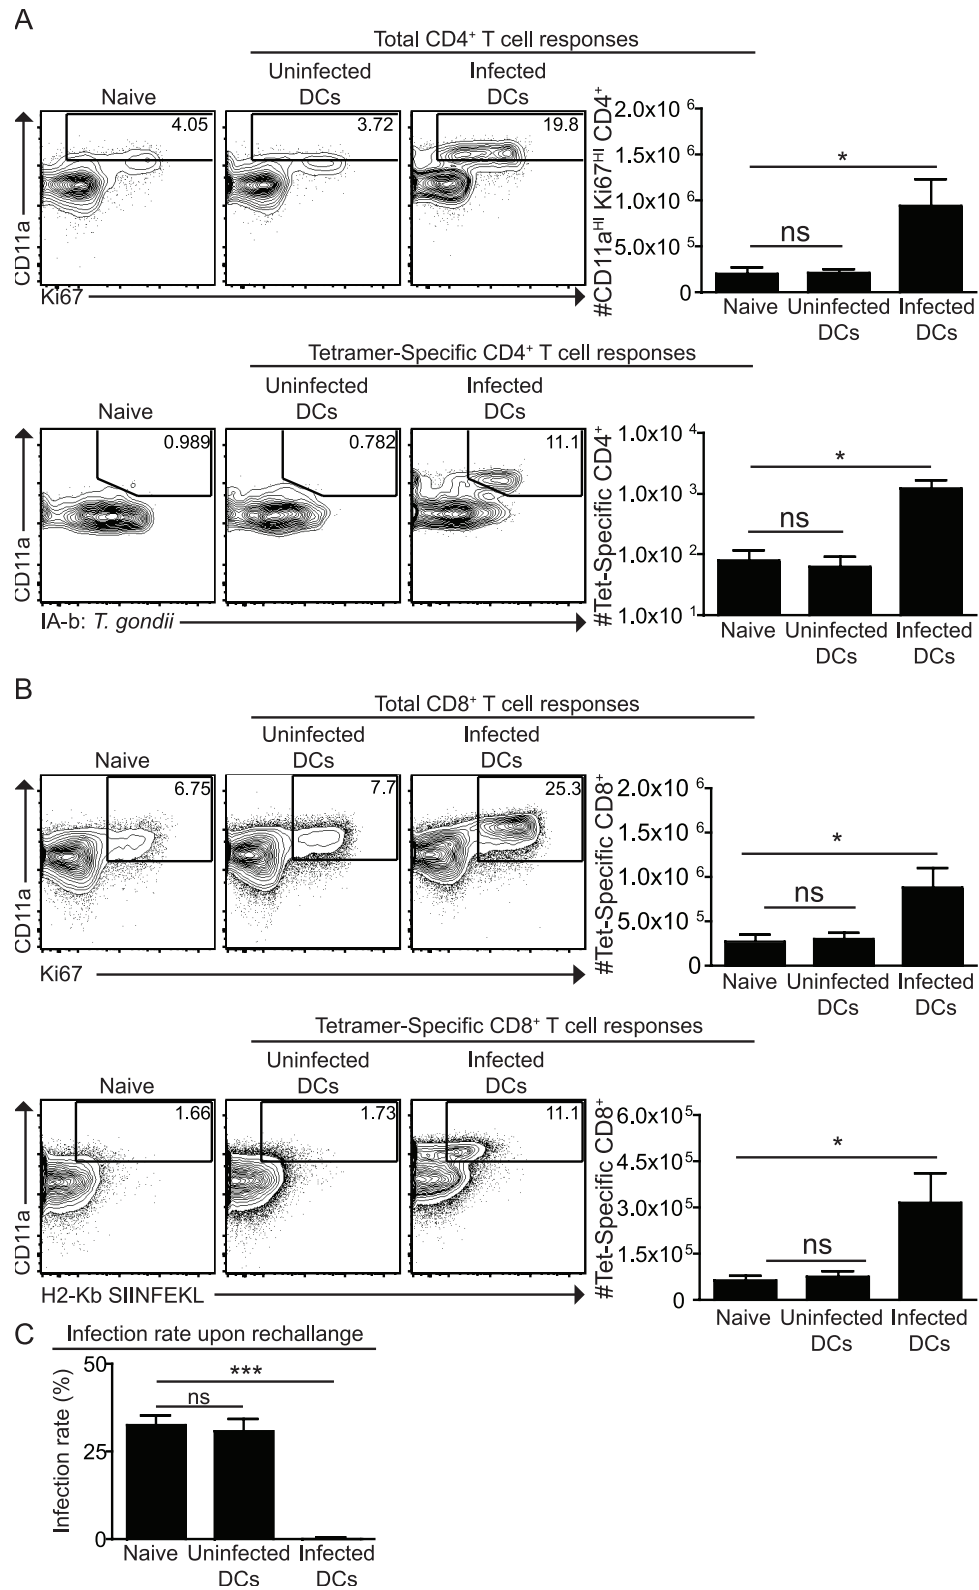 A
Total CD4⁺ T cell responses
Naive
Uninfected
DCs
Infected
DCs
4.05
3.72
19.8
CD11a
Ki67
#CD11aᴴᴵ Ki67ᴴᴵ CD4⁺
2.0x10 ⁶
1.5x10 ⁶
1.0x10 ⁶
5.0x10 ⁵
0
*
ns
Naive
Uninfected
DCs
Infected
DCs
Tetramer-Specific CD4⁺ T cell responses
Naive
Uninfected
DCs
Infected
DCs
0.989
0.782
11.1
CD11a
IA-b: T. gondii
#Tet-Specific CD4⁺
1.0x10 ⁴
1.0x10 ³
1.0x10 ²
1.0x10 ¹
*
ns
Naive
Uninfected
DCs
Infected
DCs
B
Total CD8⁺ T cell responses
Naive
Uninfected
DCs
Infected
DCs
6.75
7.7
25.3
CD11a
Ki67
#Tet-Specific CD8⁺
2.0x10 ⁶
1.5x10 ⁶
1.0x10 ⁶
5.0x10 ⁵
0
*
ns
Naive
Uninfected
DCs
Infected
DCs
Tetramer-Specific CD8⁺ T cell responses
Naive
Uninfected
DCs
Infected
DCs
1.66
1.73
11.1
CD11a
H2-Kb SIINFEKL
#Tet-Specific CD8⁺
6.0x10⁵
4.5x10⁵
3.0x10⁵
1.5x10⁵
0
*
ns
Naive
Uninfected
DCs
Infected
DCs
C
Infection rate upon rechallange
Infection rate (%)
50
25
0
***
ns
Naive
Uninfected
DCs
Infected
DCs